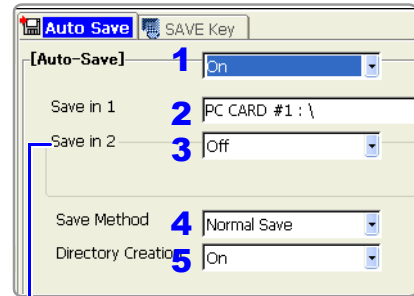 Auto Save SAVE Key
[Auto-Save] 1 On
Save in 1 2 PC CARD #1 : \
Save in 2 3 Off
Save Method 4 Normal Save
Directory Creation 5 On